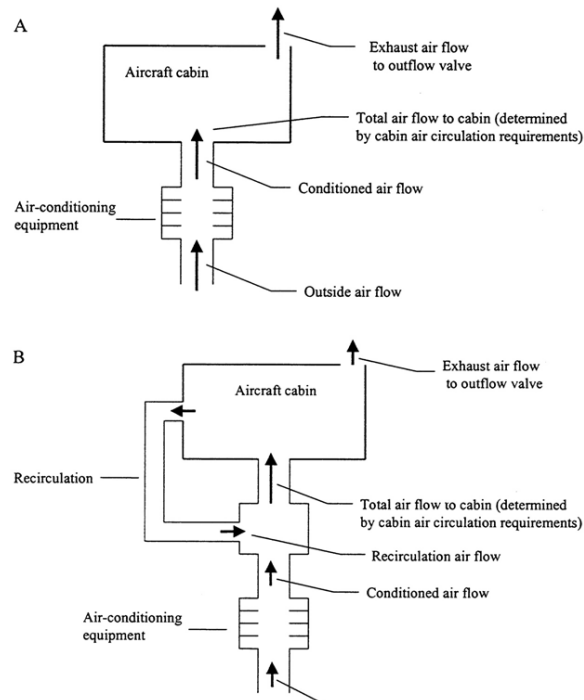 A
Exhaust air flow
to outflow valve
Aircraft cabin
Total air flow to cabin (determined
by cabin air circulation requirements)
Conditioned air flow
Air-conditioning
equipment
Outside air flow
B
Exhaust air flow
to outflow valve
Aircraft cabin
Recirculation
Total air flow to cabin (determined
by cabin air circulation requirements)
Recirculation air flow
Conditioned air flow
Air-conditioning
equipment